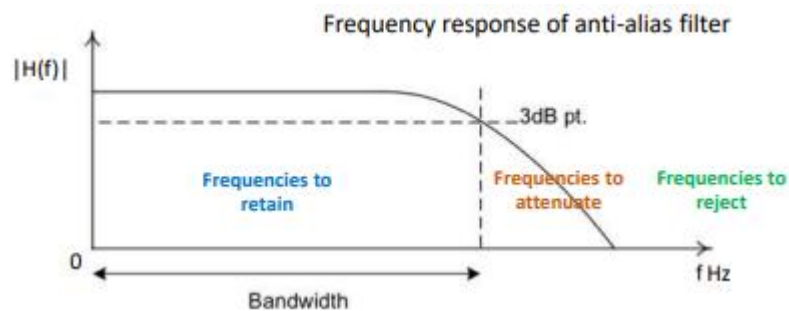 Frequency response of anti-alias filter
|H(f)|
3dB pt.
Frequencies to
retain
Frequencies to
attenuate
Frequencies to
reject
0
f Hz
Bandwidth